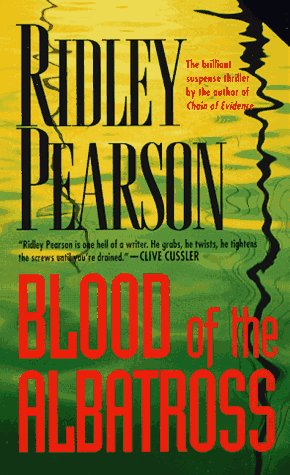 RIDLEY
PEARSON
The brilliant
suspense thriller
by the author of
Chain of Evidence
"Ridley Pearson is one hell of a writer. He grabs, he twists, he tightens
the screws until you're drained."—CLIVE CUSSLER
BLOOD of the
ALBATROSS